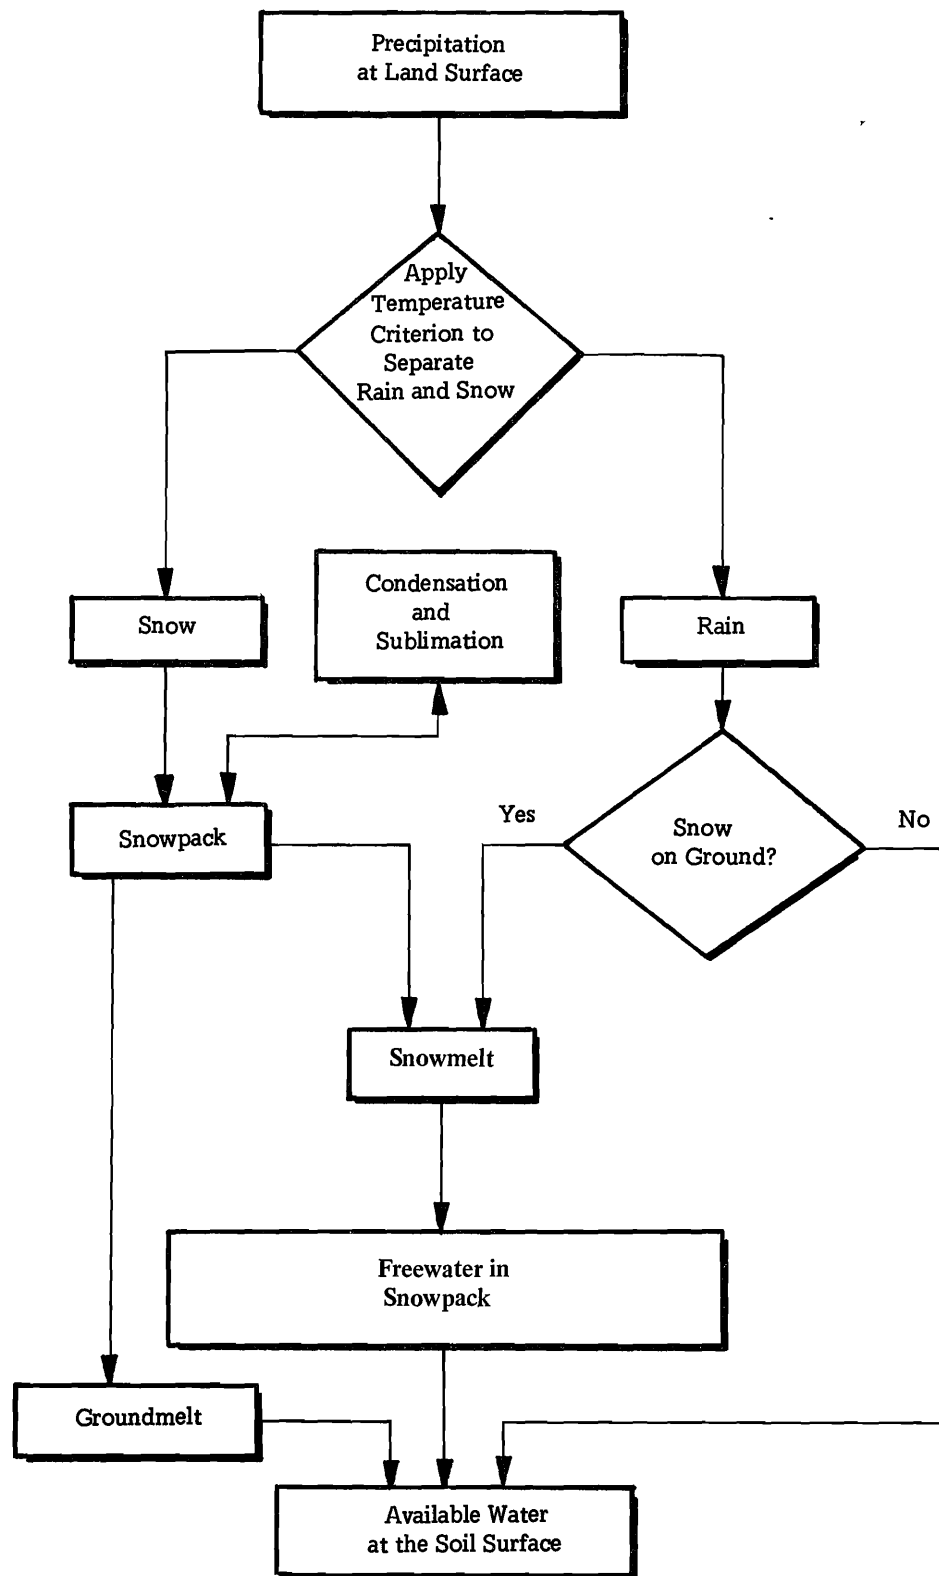 Precipitation
at Land Surface
Apply
Temperature
Criterion to
Separate
Rain and Snow
Condensation
and
Sublimation
Snow
Rain
Snowpack
Yes
Snow
on Ground?
No
Snowmelt
Freewater in
Snowpack
Groundmelt
Available Water
at the Soil Surface